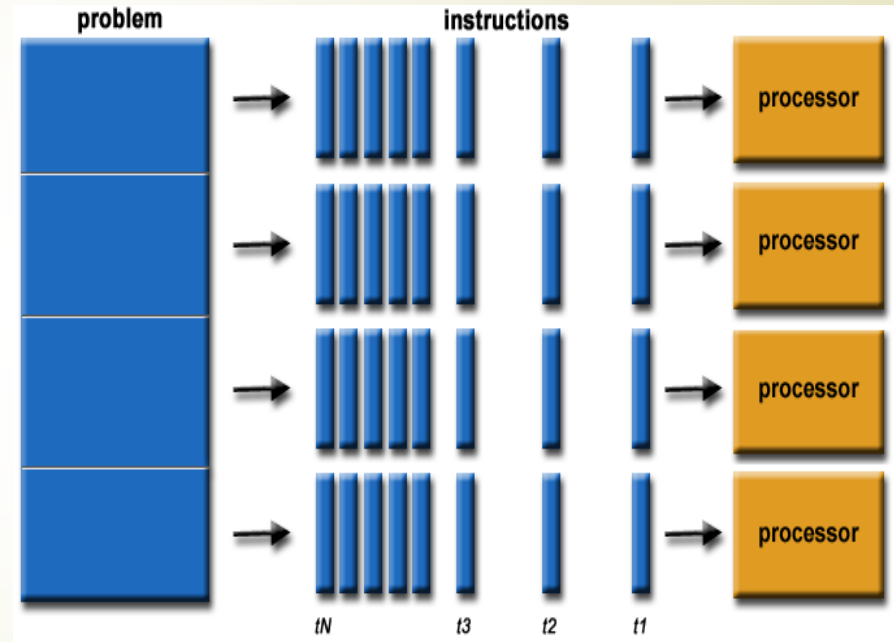 problem
instructions
processor
processor
processor
processor
tN t3 t2 t1